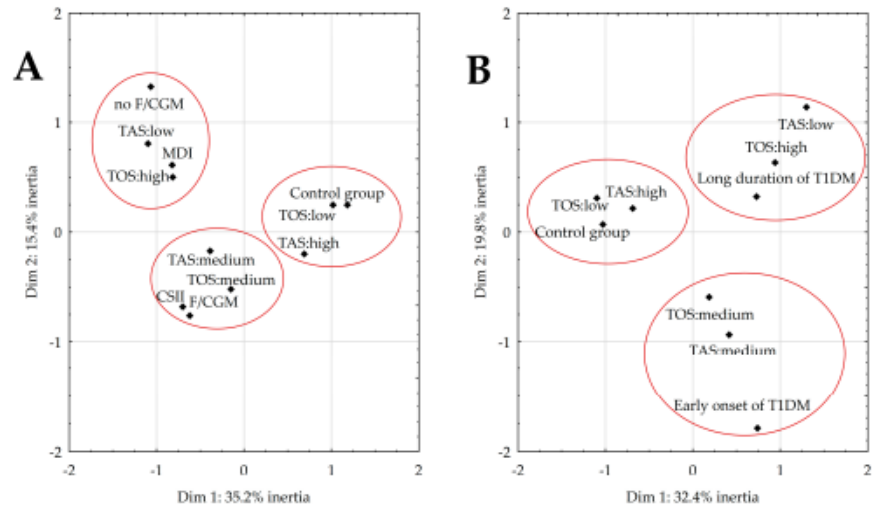 A
2
1
0
-1
-2
Dim 2: 15.4% inertia
no F/CGM
TAS:low
MDI
TOS:high
Control group
TOS:low
TAS:high
TAS:medium
TOS:medium
CSII
F/CGM
-2
-1
0
1
2
Dim 1: 35.2% inertia
B
2
1
0
-1
-2
Dim 2: 19.8% inertia
TAS:low
TOS:high
Long duration of T1DM
TAS:high
TOS:low
Control group
TOS:medium
TAS:medium
Early onset of T1DM
-2
-1
0
1
2
Dim 1: 32.4% inertia